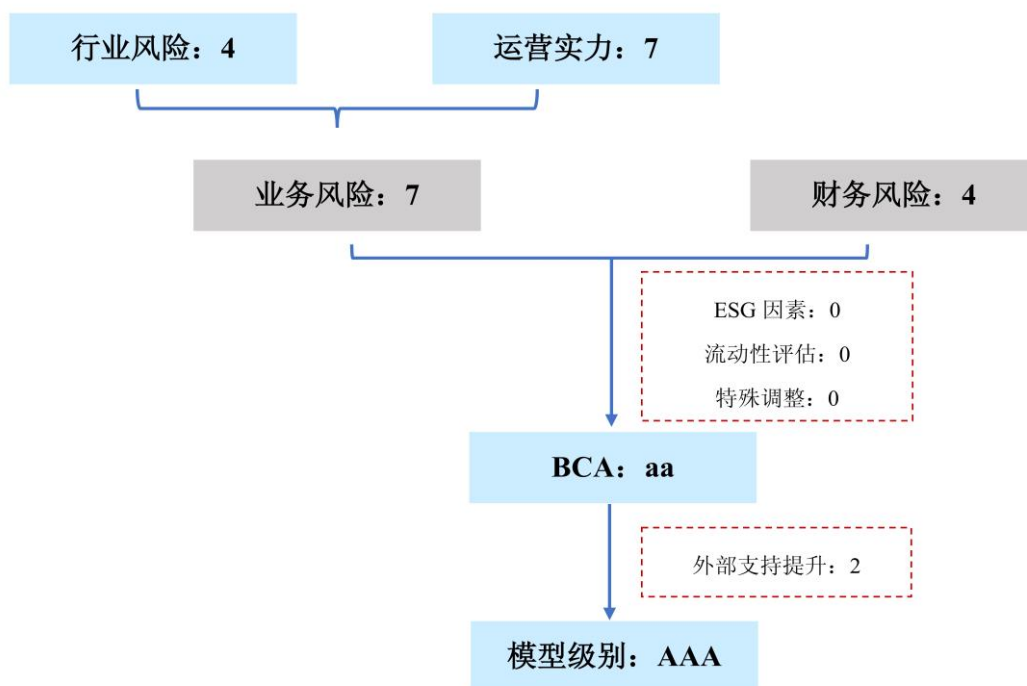 行业风险：4
运营实力：7
业务风险：7
财务风险：4
ESG 因素：0
流动性评估：0
特殊调整：0
BCA：aa
外部支持提升：2
模型级别：AAA